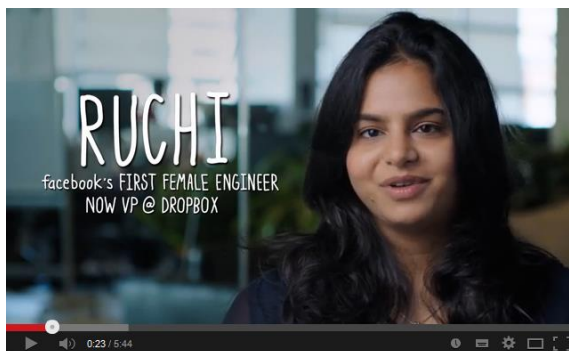 RUCHI
facebook's FIRST FEMALE ENGINEER
NOW VP @ DROPBOX
0:23 / 5:44